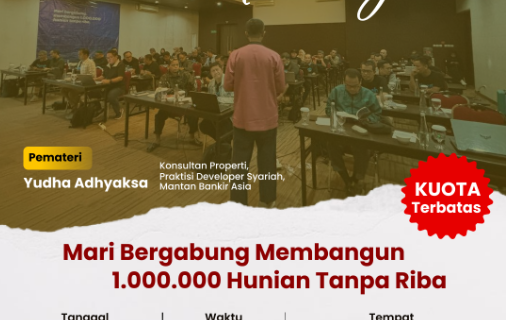 Pemateri
Yudha Adhyaksa
Konsultan Properti,
Praktisi Developer Syariah,
Mantan Bankir Asia
KUOTA
Terbatas
Mari Bergabung Membangun
1.000.000 Hunian Tanpa Riba
Tanggal
Waktu
Tempat